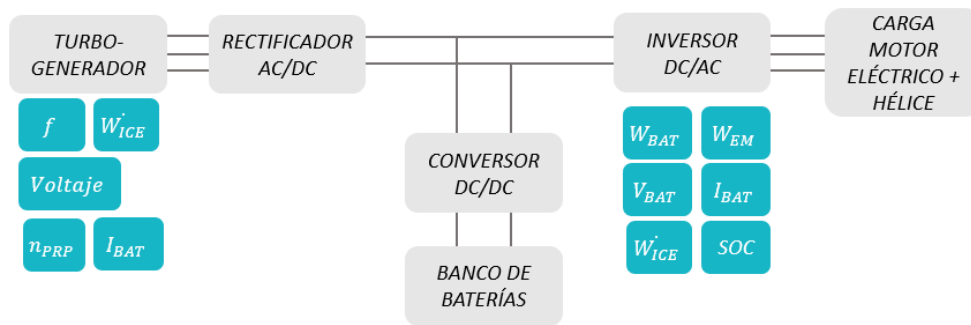 TURBO-
GENERADOR
RECTIFICADOR
AC/DC
INVERSOR
DC/AC
CARGA
MOTOR
ELÉCTRICO +
HÉLICE
f
Ẇ_ICE
Voltaje
n_PRP
I_BAT
CONVERSOR
DC/DC
BANCO DE
BATERÍAS
W_BAT
W_EM
V_BAT
I_BAT
Ẇ_ICE
SOC